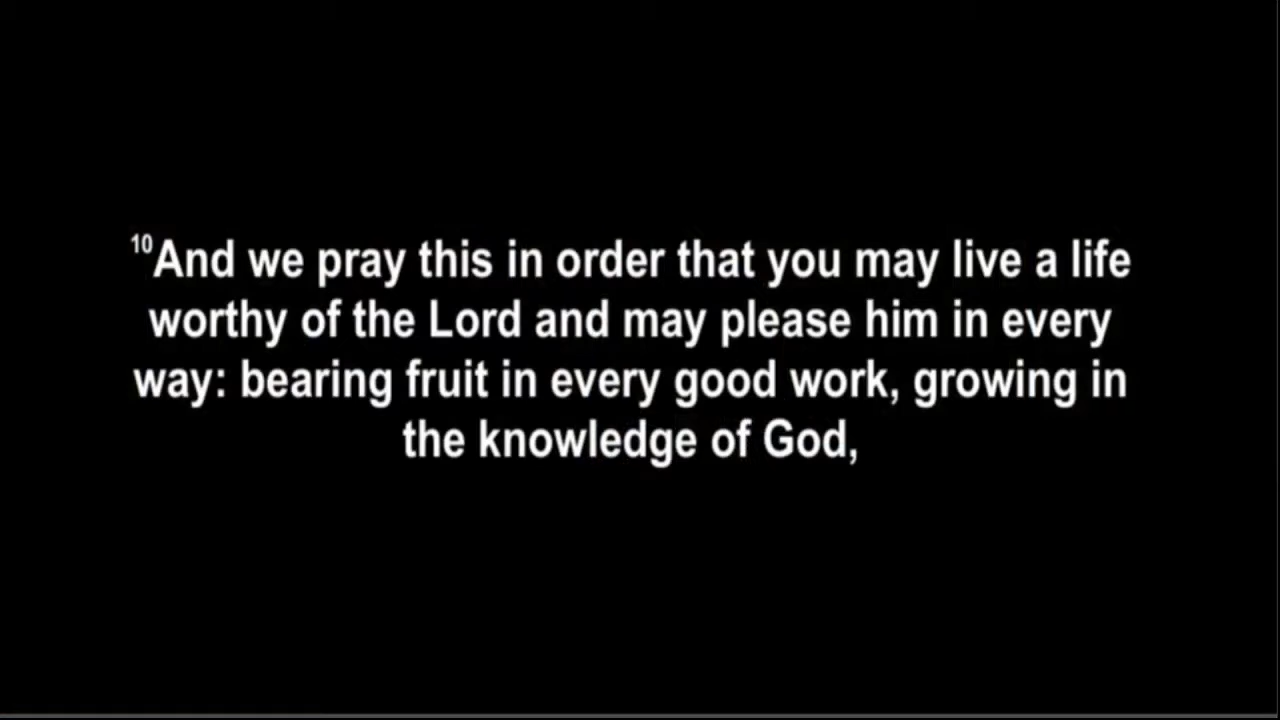 10And we pray this in order that you may live a life
worthy of the Lord and may please him in every
way: bearing fruit in every good work, growing in
the knowledge of God,